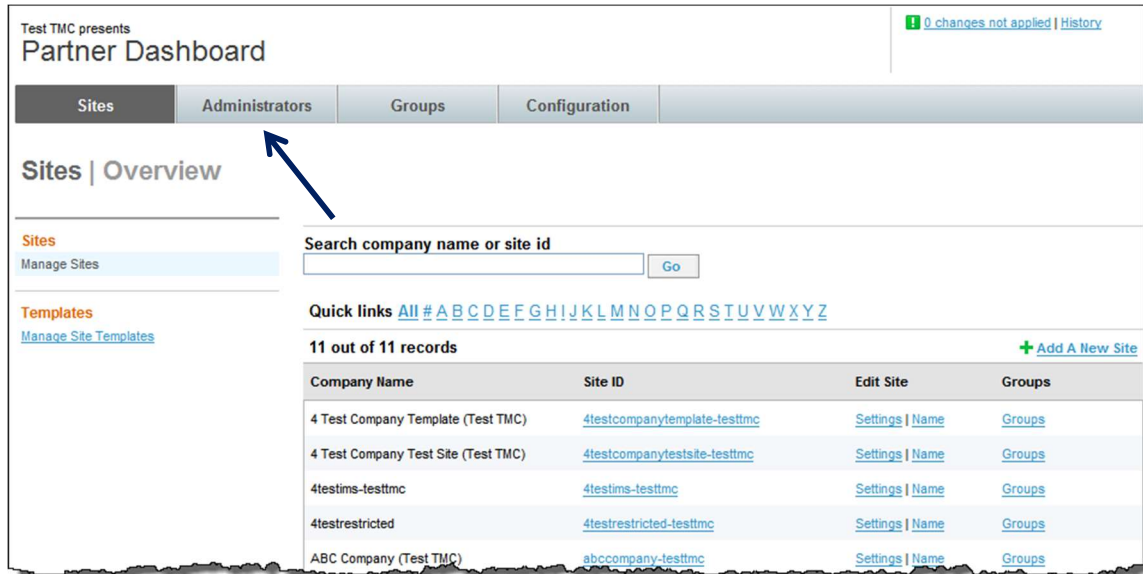 Test TMC presents
Partner Dashboard
! 0 changes not applied | History
Sites Administrators Groups Configuration
Sites | Overview
Sites
Manage Sites
Templates
Manage Site Templates
Search company name or site id
Go
Quick links All # A B C D E F G H I J K L M N O P Q R S T U V W X Y Z
11 out of 11 records + Add A New Site
Company Name Site ID Edit Site Groups
4 Test Company Template (Test TMC) 4testcompanytemplate-testtmc Settings | Name Groups
4 Test Company Test Site (Test TMC) 4testcompanytestsite-testtmc Settings | Name Groups
4testims-testtmc 4testims-testtmc Settings | Name Groups
4testrestricted 4testrestricted-testtmc Settings | Name Groups
ABC Company (Test TMC) abccompany-testtmc Settings | Name Groups